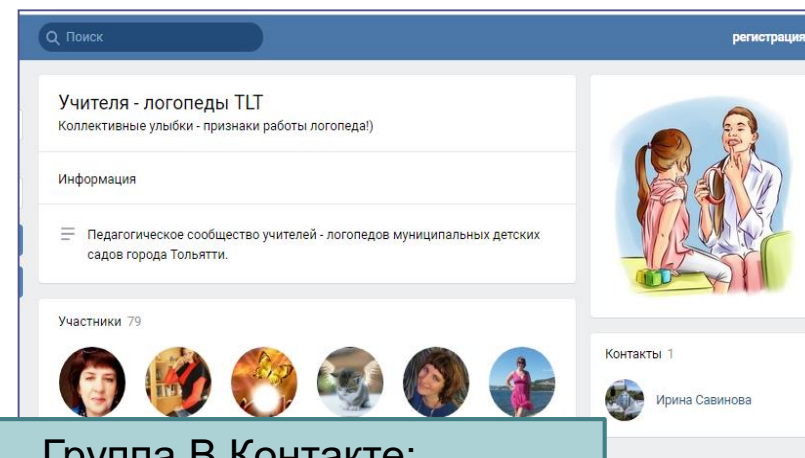 Поиск
регистрация
Учителя - логопеды TLT
Коллективные улыбки - признаки работы логопеда!)
Информация
Педагогическое сообщество учителей - логопедов муниципальных детских
садов города Тольятти.
Участники 79
Контакты 1
Ирина Савинова
Группа В Контакте: